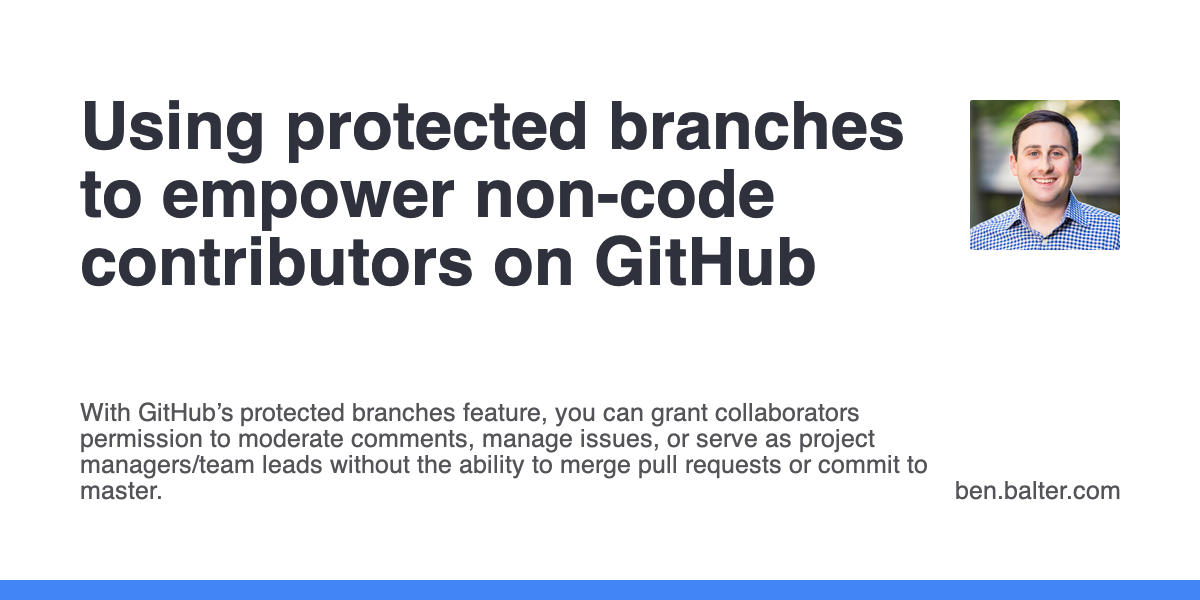 Using protected branches
to empower non-code
contributors on GitHub
With GitHub’s protected branches feature, you can grant collaborators
permission to moderate comments, manage issues, or serve as project
managers/team leads without the ability to merge pull requests or commit to
master.
ben.balter.com